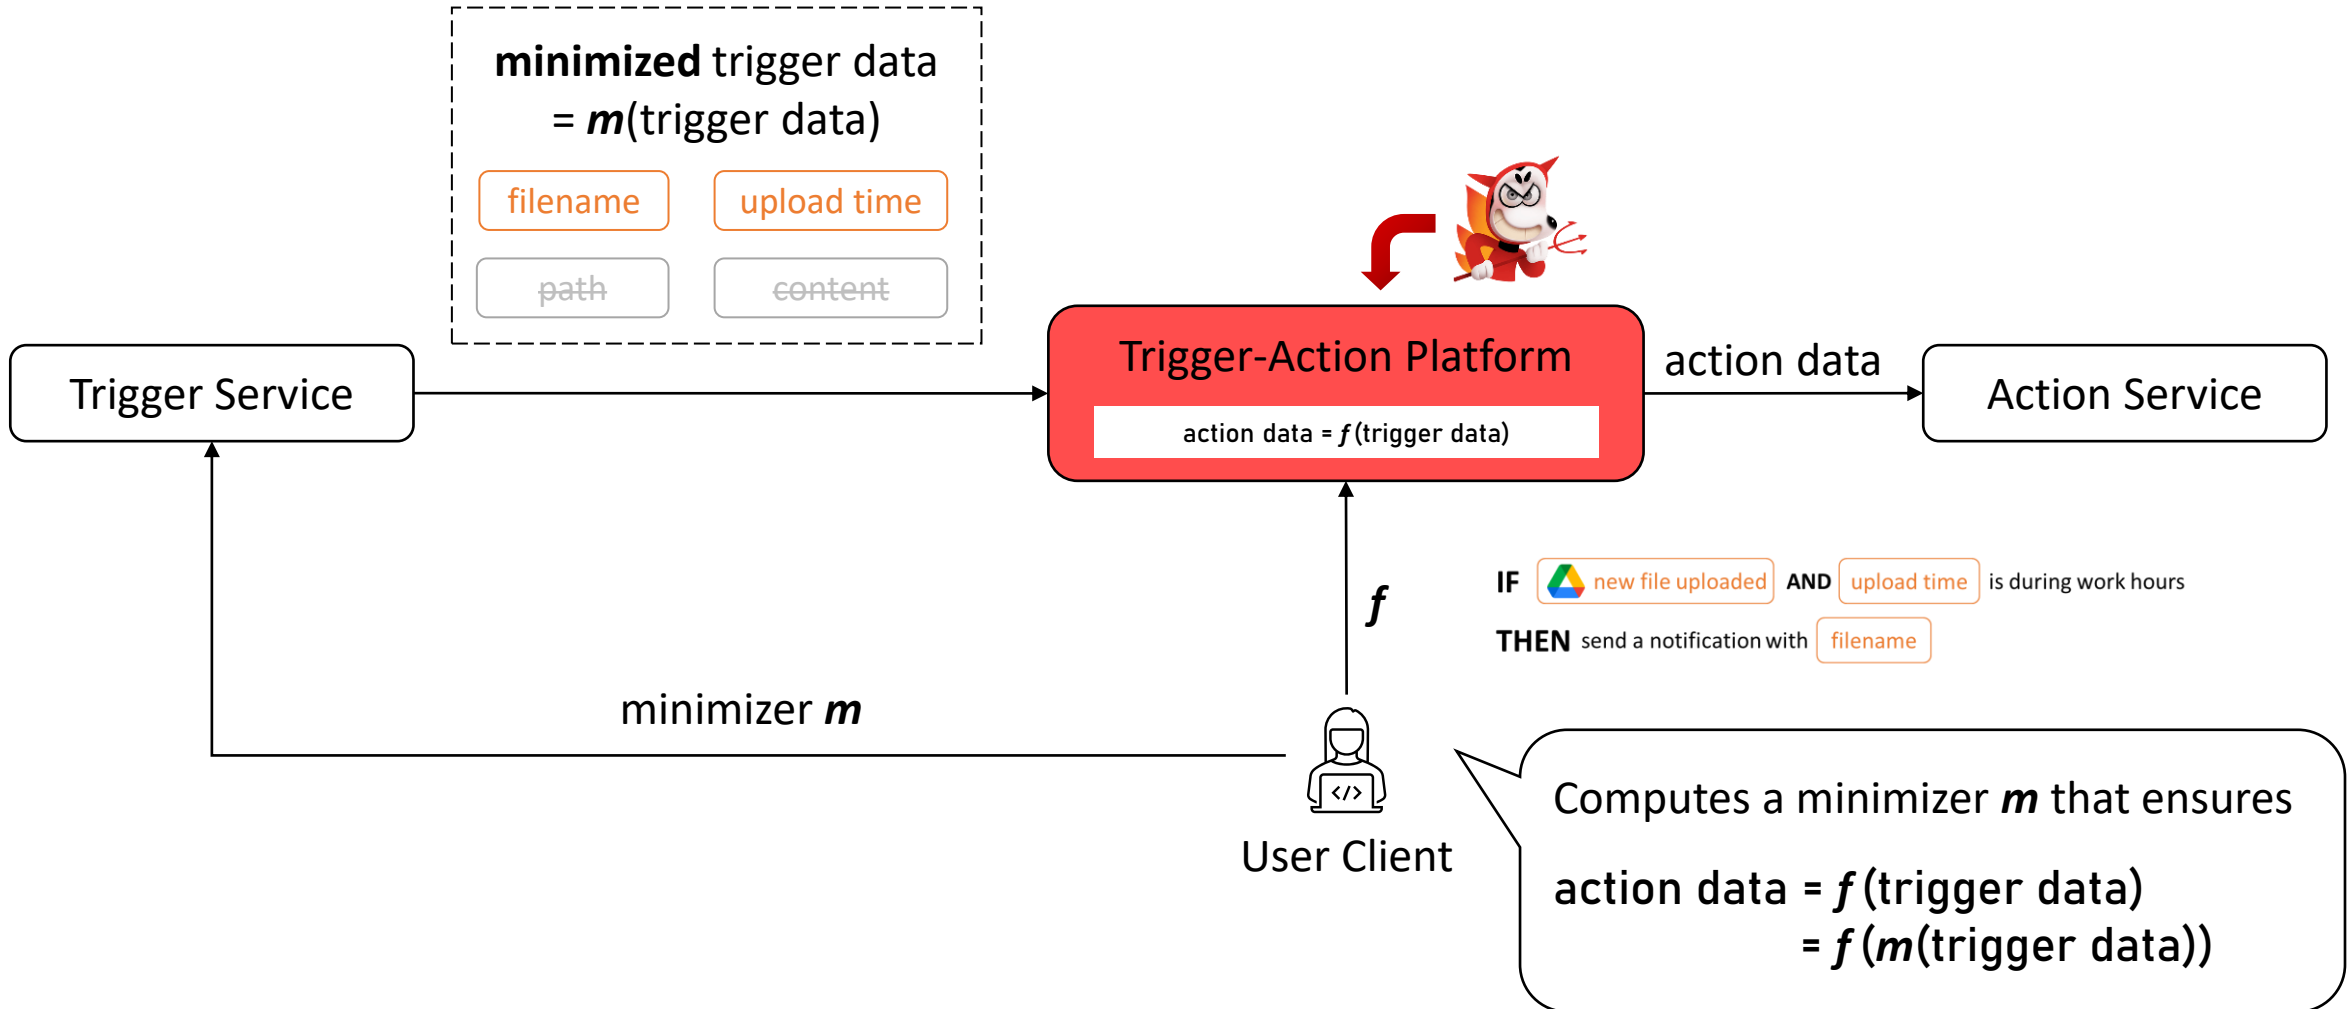 minimized trigger data
= m(trigger data)
filename
upload time
path
content
Trigger Service
Trigger-Action Platform
action data = f (trigger data)
action data
Action Service
f
IF new file uploaded AND upload time is during work hours
THEN send a notification with filename
minimizer m
</>
User Client
Computes a minimizer m that ensures
action data = f (trigger data)
= f (m(trigger data))